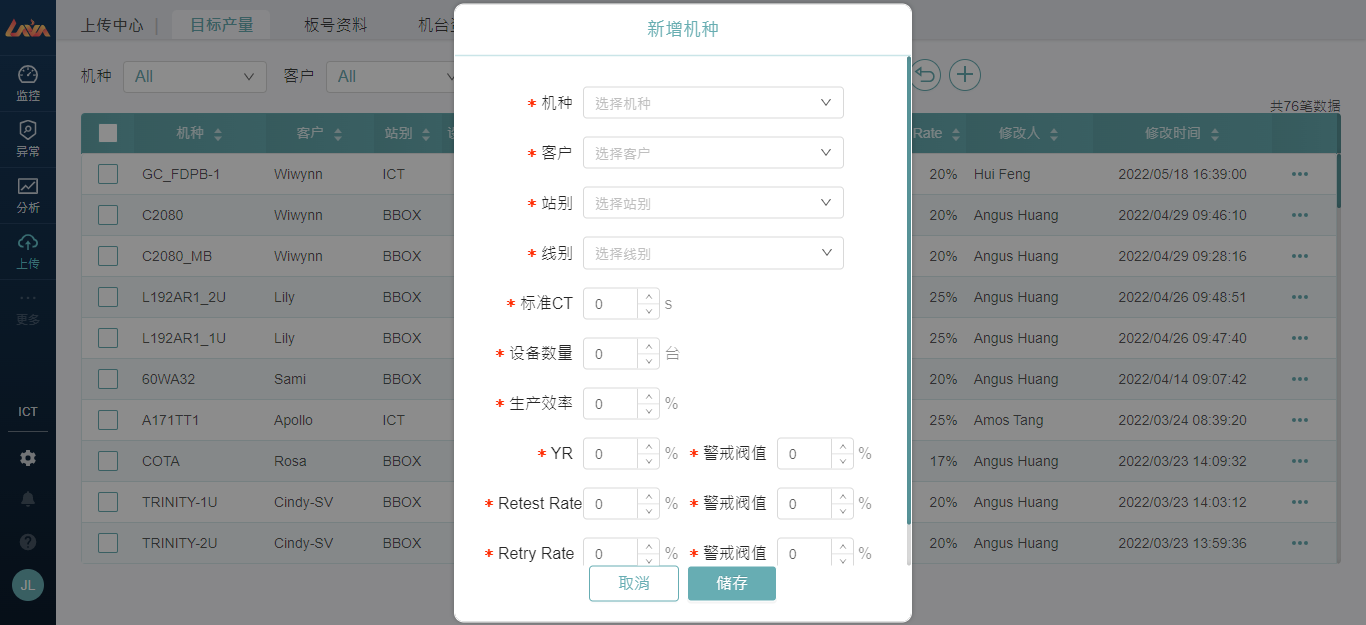 LAVA
上传中心 | 目标产量 板号资料 机台
新增机种
机种 All 客户 All
共76笔数据
机种 客户 站别 Rate 修改人 修改时间
GC_FDPB-1 Wiwynn ICT 20% Hui Feng 2022/05/18 16:39:00
C2080 Wiwynn BBOX 20% Angus Huang 2022/04/29 09:46:10
C2080_MB Wiwynn BBOX 20% Angus Huang 2022/04/29 09:28:16
L192AR1_2U Lily BBOX 25% Angus Huang 2022/04/26 09:48:51
L192AR1_1U Lily BBOX 25% Angus Huang 2022/04/26 09:47:40
60WA32 Sami BBOX 20% Angus Huang 2022/04/14 09:07:42
A171TT1 Apollo ICT 25% Amos Tang 2022/03/24 08:39:20
COTA Rosa BBOX 17% Angus Huang 2022/03/23 14:09:32
TRINITY-1U Cindy-SV BBOX 20% Angus Huang 2022/03/23 14:03:12
TRINITY-2U Cindy-SV BBOX 20% Angus Huang 2022/03/23 13:59:36
监控
异常
分析
上传
更多
ICT
JL
* 机种 选择机种
* 客户 选择客户
* 站别 选择站别
* 线别 选择线别
* 标准CT 0 s
* 设备数量 0 台
* 生产效率 0 %
* YR 0 % * 警戒阀值 0 %
* Retest Rate 0 % * 警戒阀值 0 %
* Retry Rate 0 % * 警戒阀值 0 %
取消 储存